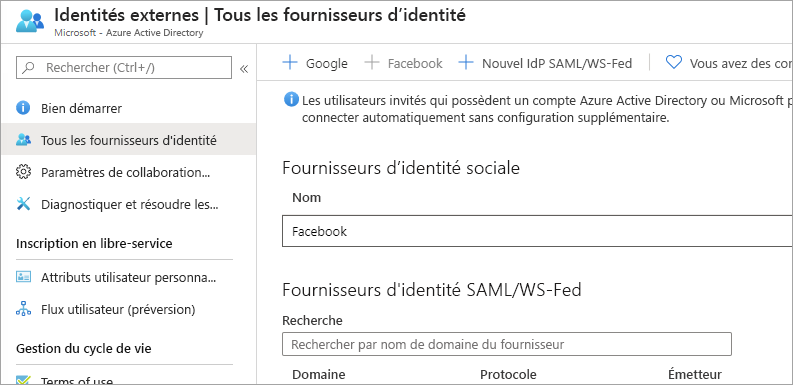 Identités externes | Tous les fournisseurs d’identité
Microsoft - Azure Active Directory
Rechercher (Ctrl+/)
«
Bien démarrer
Tous les fournisseurs d'identité
Paramètres de collaboration...
Diagnostiquer et résoudre les...
Inscription en libre-service
Attributs utilisateur personna...
Flux utilisateur (préversion)
Gestion du cycle de vie
Terms of use
+ Google + Facebook + Nouvel IdP SAML/WS-Fed Vous avez des
Les utilisateurs invités qui possèdent un compte Azure Active Directory ou Microsoft
connecter automatiquement sans configuration supplémentaire.
Fournisseurs d’identité sociale
Nom
Facebook
Fournisseurs d'identité SAML/WS-Fed
Recherche
Rechercher par nom de domaine du fournisseur
Domaine Protocole Émetteur